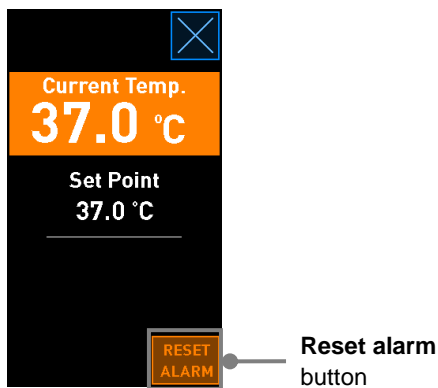 Current Temp.
37.0 °C
Set Point
37.0 °C
RESET
ALARM
Reset alarm
button